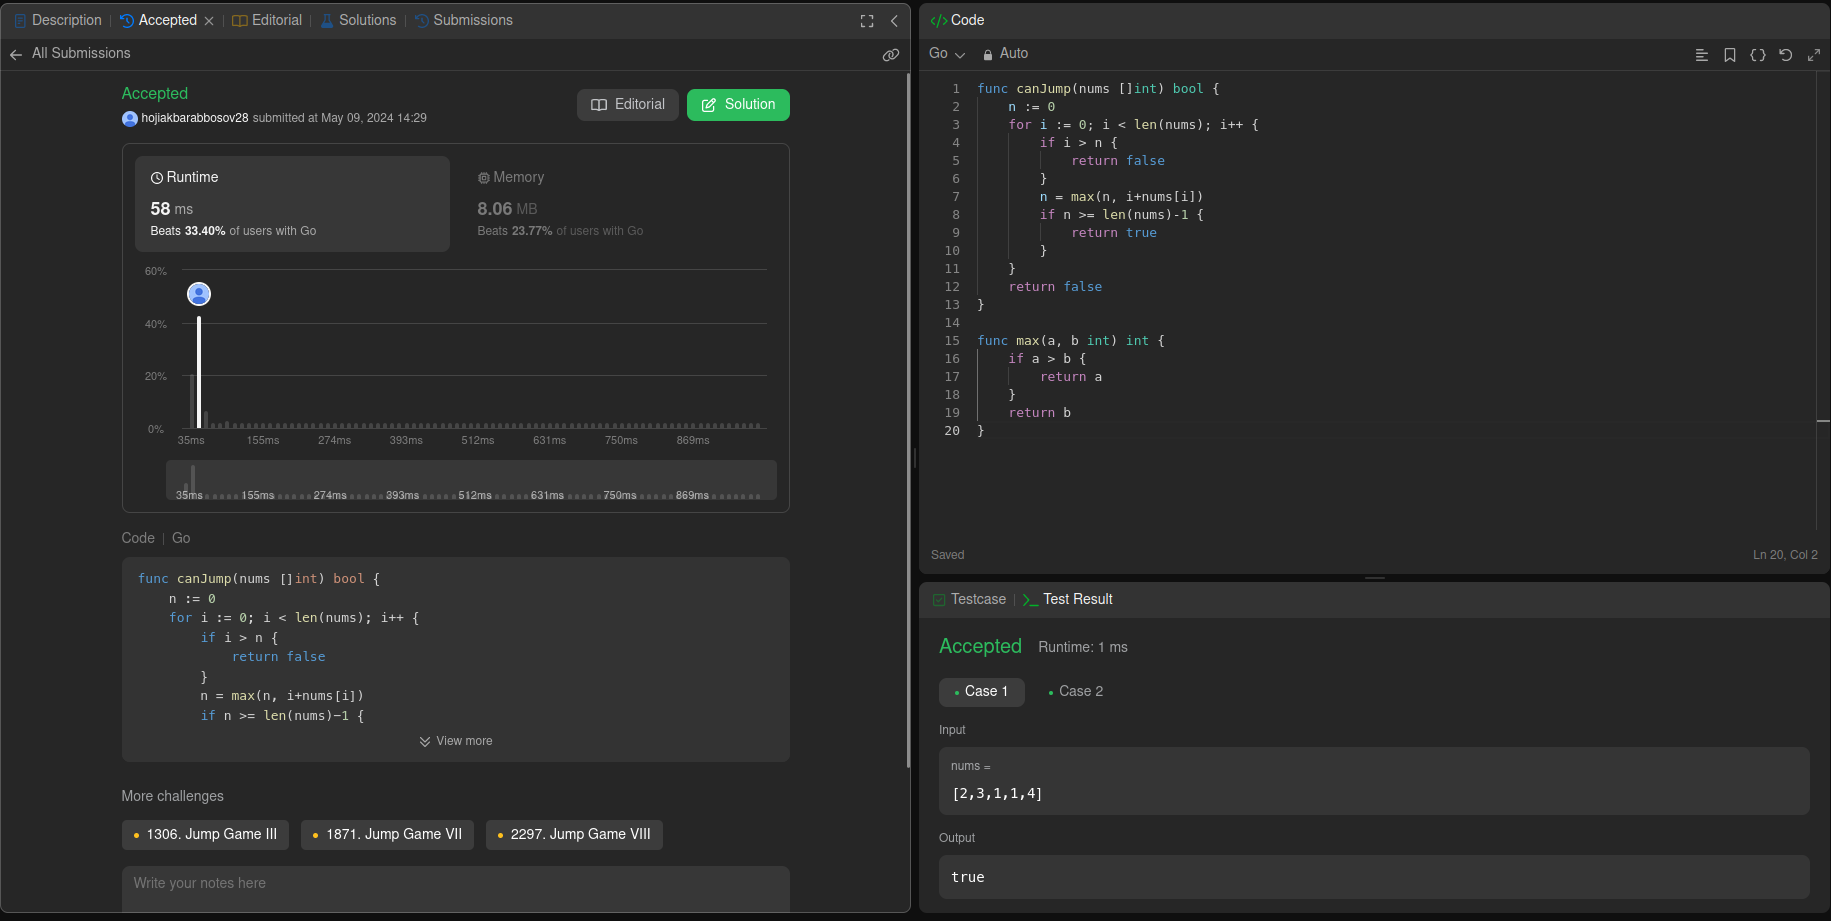 Description
Accepted
Editorial
Solutions
Submissions
All Submissions
Accepted
hojiakbarabbosov28 submitted at May 09, 2024 14:29
Editorial
Solution
Runtime
58 ms
Beats 33.40% of users with Go
Memory
8.06 MB
Beats 23.77% of users with Go
60%
40%
20%
0%
35ms 155ms 274ms 393ms 512ms 631ms 750ms 869ms
35ms 155ms 274ms 393ms 512ms 631ms 750ms 869ms
Code | Go
func canJump(nums []int) bool {
    n := 0
    for i := 0; i < len(nums); i++ {
        if i > n {
            return false
        }
        n = max(n, i+nums[i])
        if n >= len(nums)-1 {
View more
More challenges
1306. Jump Game III
1871. Jump Game VII
2297. Jump Game VIII
Write your notes here
</> Code
Go
Auto
1 func canJump(nums []int) bool {
2     n := 0
3     for i := 0; i < len(nums); i++ {
4         if i > n {
5             return false
6         }
7         n = max(n, i+nums[i])
8         if n >= len(nums)-1 {
9             return true
10         }
11     }
12     return false
13 }
14
15 func max(a, b int) int {
16     if a > b {
17         return a
18     }
19     return b
20 }
Saved
Ln 20, Col 2
Testcase
Test Result
Accepted
Runtime: 1 ms
Case 1
Case 2
Input
nums =
[2,3,1,1,4]
Output
true